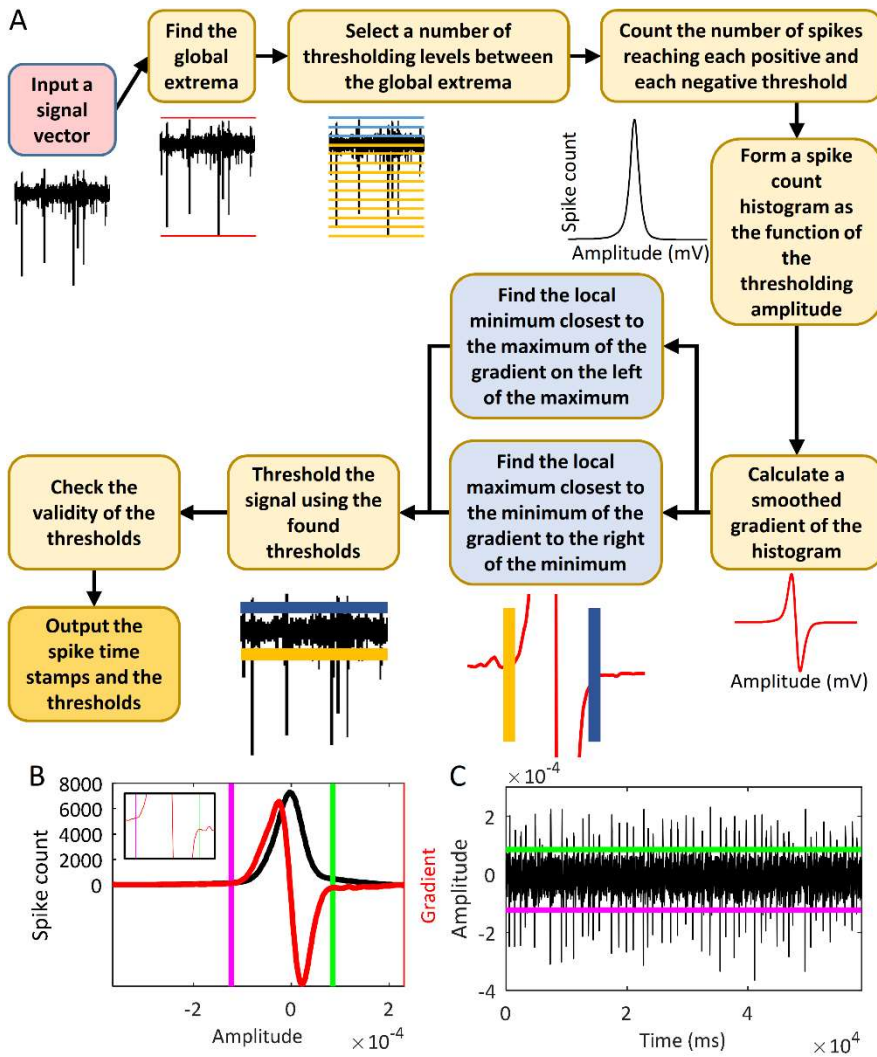 A
Input a
signal
vector
Find the
global
extrema
Select a number of
thresholding levels between
the global extrema
Count the number of spikes
reaching each positive and
each negative threshold
Spike count
Amplitude (mV)
Form a spike
count
histogram as
the function of
the
thresholding
amplitude
Find the local
minimum closest
to the maximum of the
gradient on the left
of the maximum
Find the local
maximum closest to
the minimum of the
gradient to the right
of the minimum
Calculate a
smoothed
gradient of the
histogram
Amplitude (mV)
Threshold the
signal using the
found
thresholds
Check the
validity of the
thresholds
Output the
spike time
stamps and the
thresholds
B
8000
6000
4000
2000
0
Spike count
Gradient
-2
0
2
Amplitude
×10⁻⁴
C
×10⁻⁴
2
0
-2
-4
Amplitude
0
2
4
Time (ms)
×10⁴